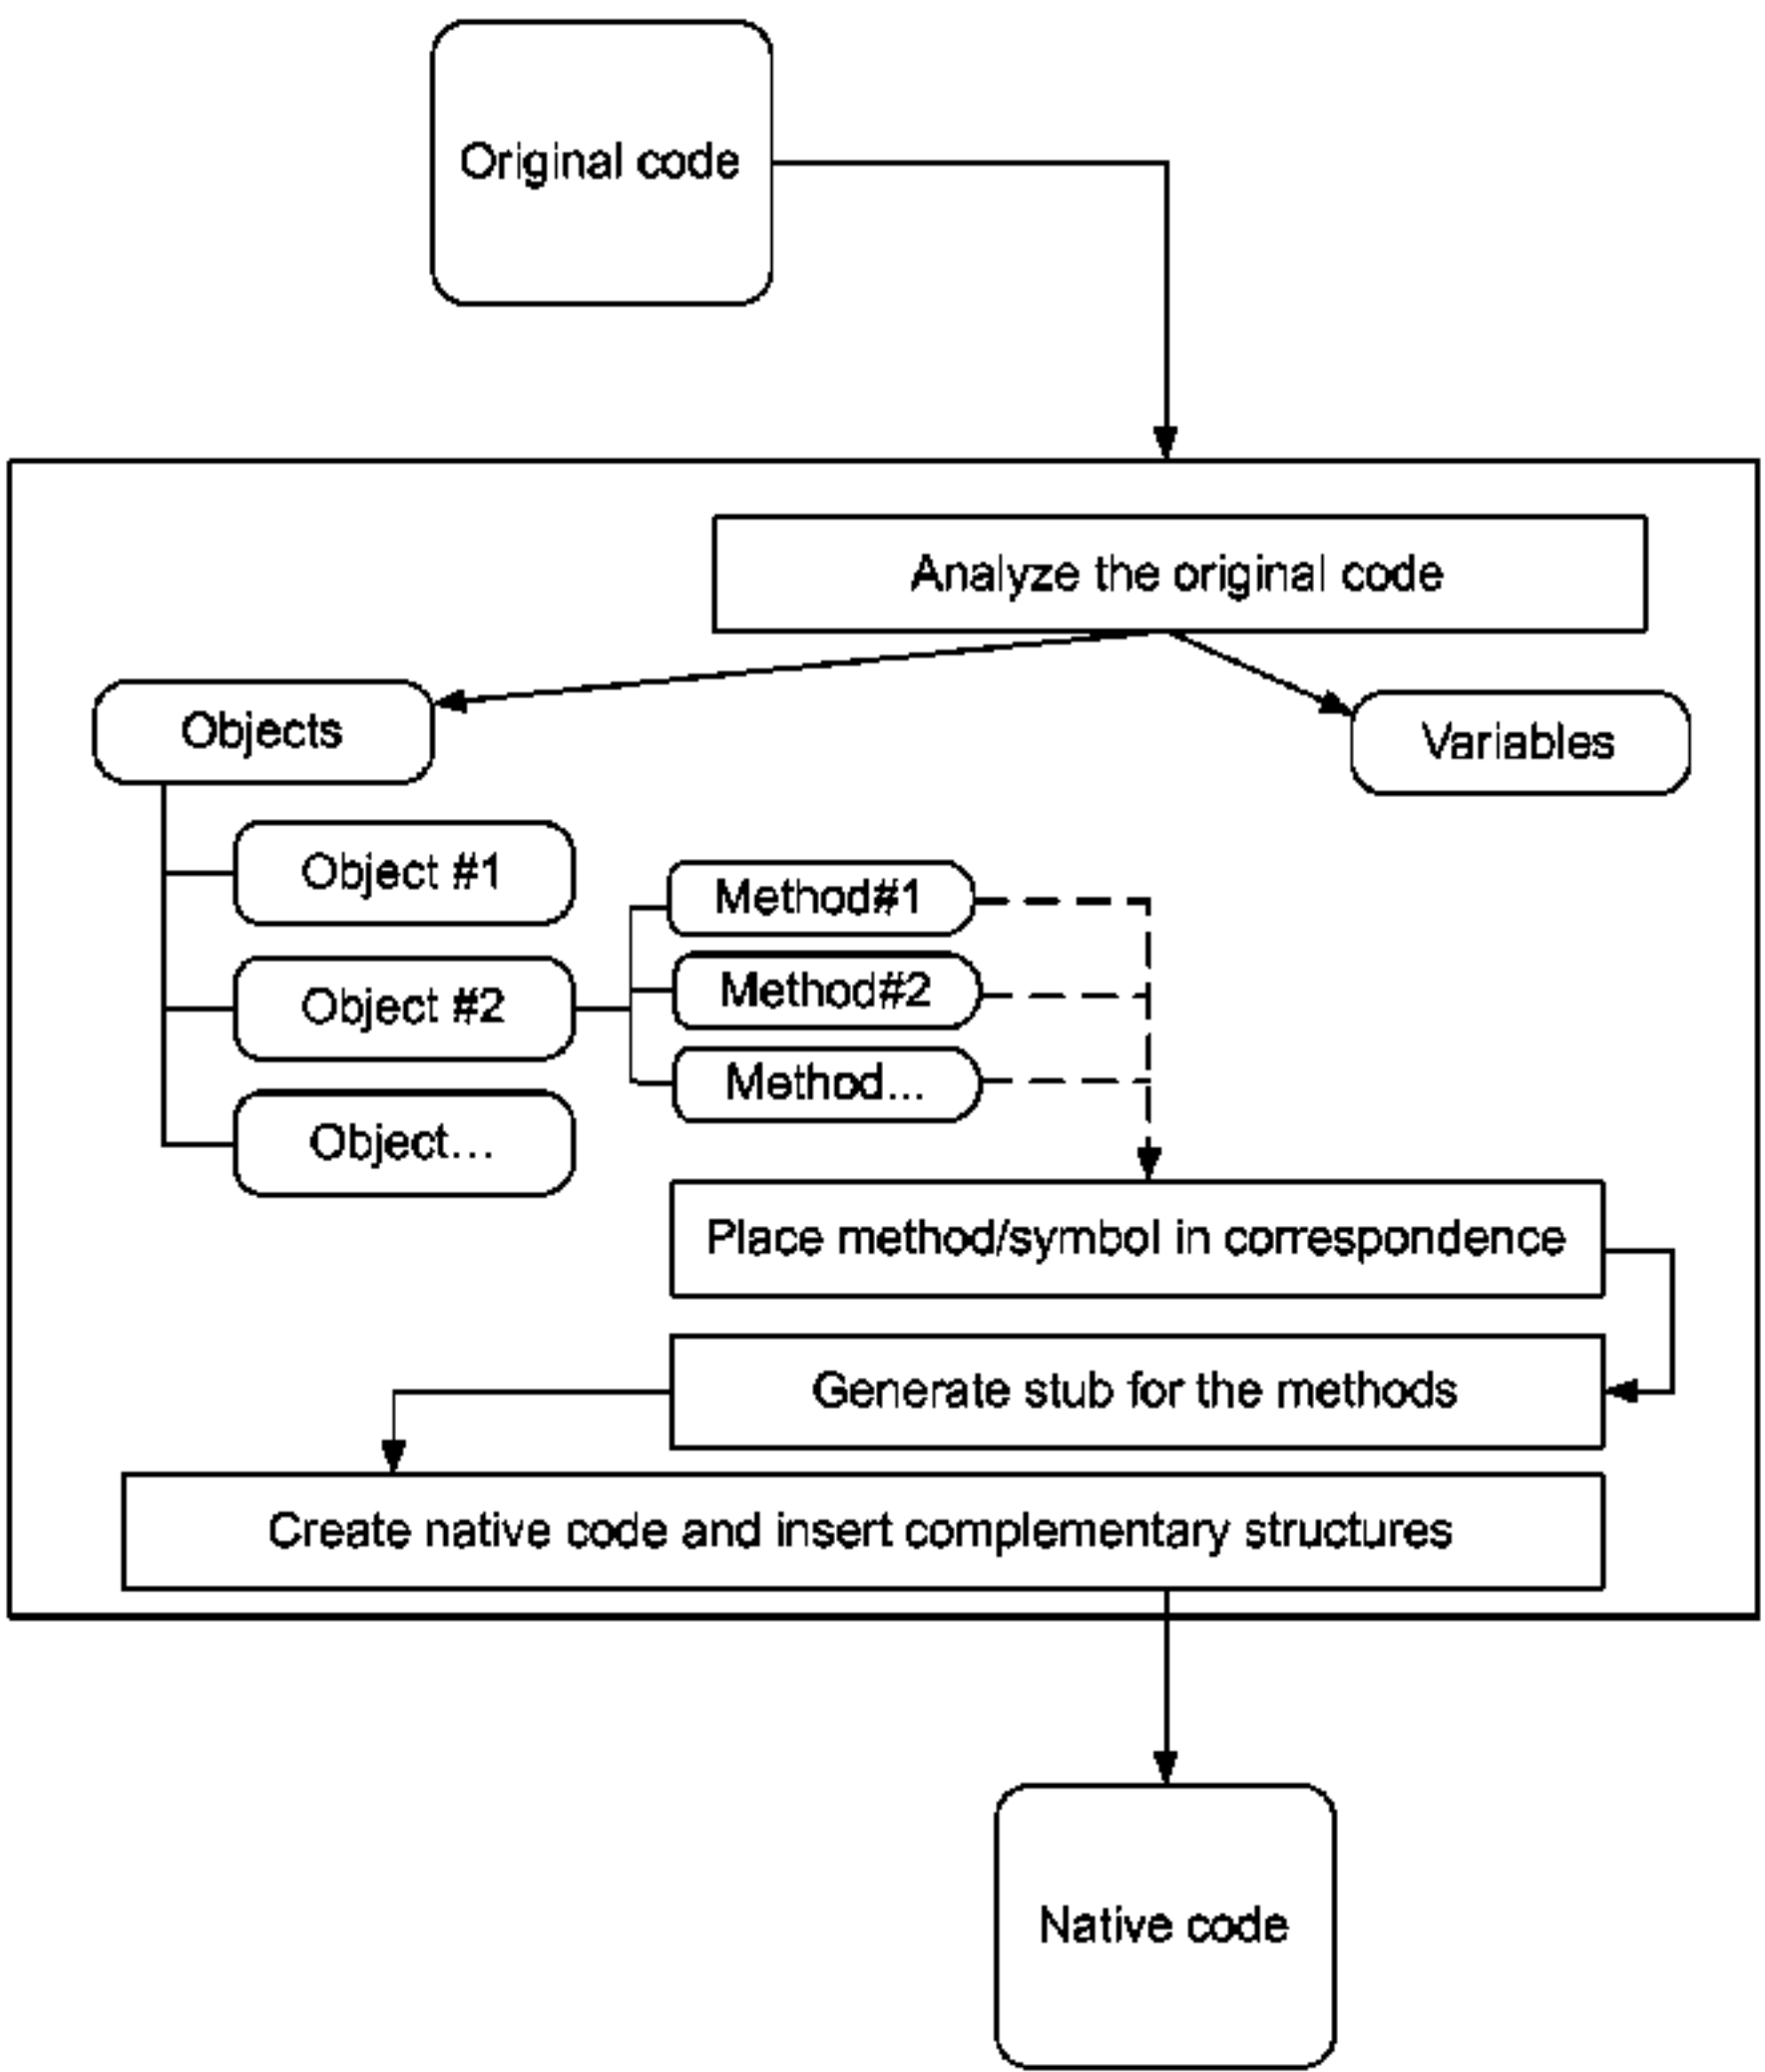 Original code
Analyze the original code
Objects
Variables
Object #1
Method#1
Method#2
Object #2
Method...
Object...
Place method/symbol in correspondence
Generate stub for the methods
Create native code and insert complementary structures
Native code